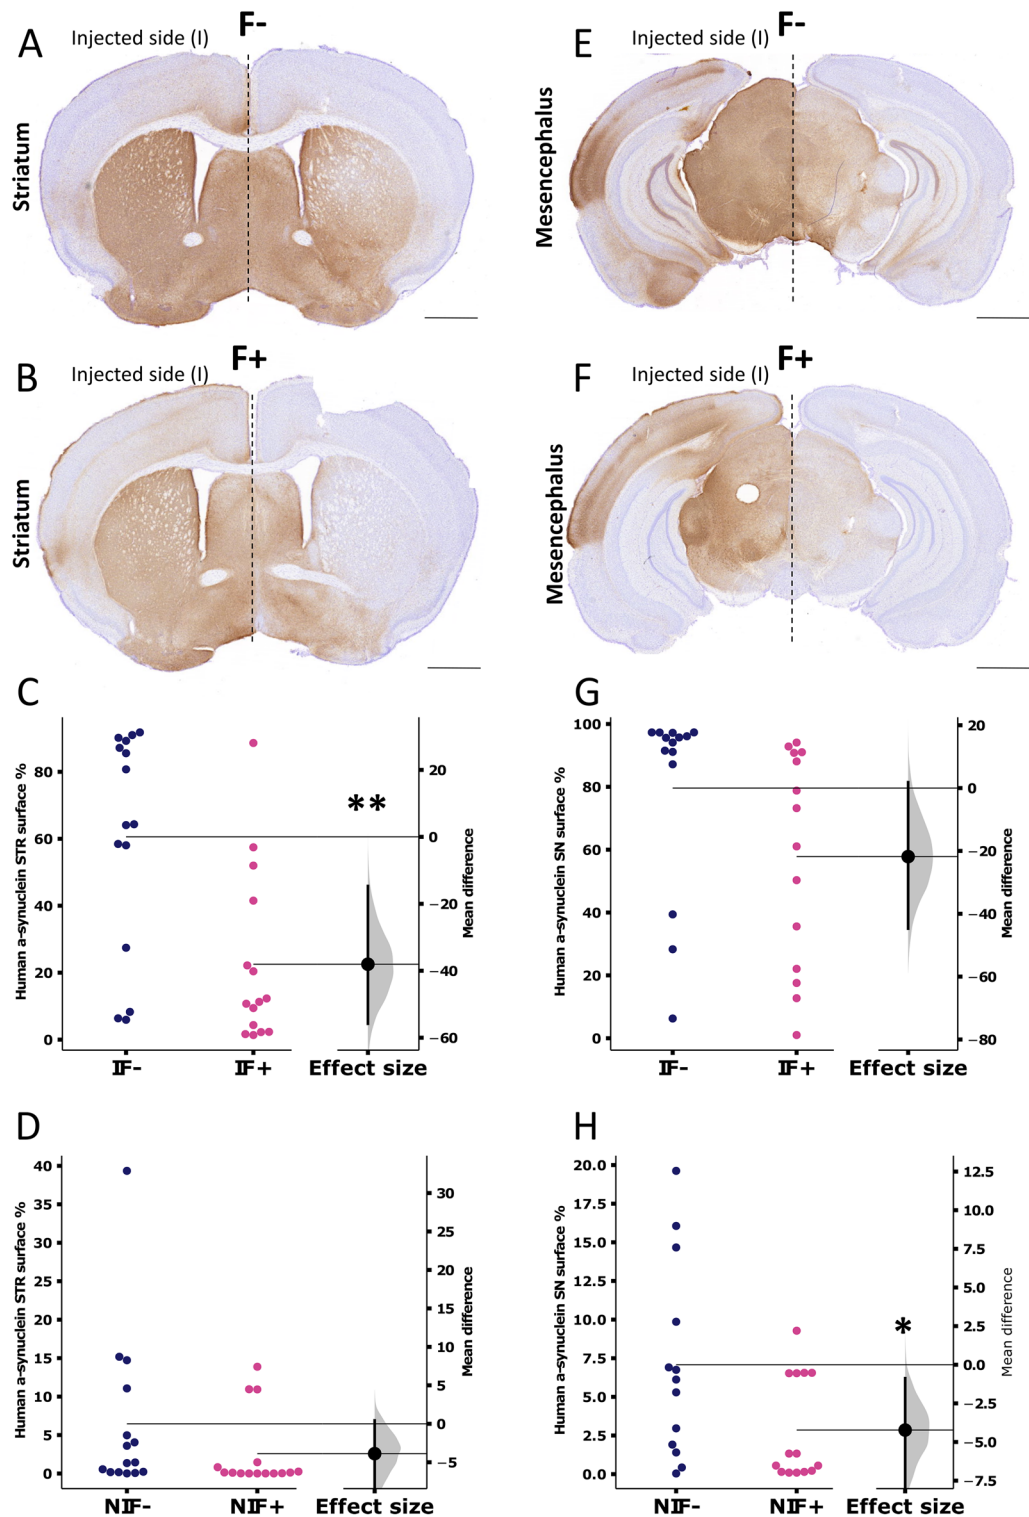 A
Injected side (I)
F-
Striatum
E
Injected side (I)
F-
Mesencephalus
B
Injected side (I)
F+
Striatum
F
Injected side (I)
F+
Mesencephalus
C
Human a-synuclein STR surface %
80
60
40
20
0
**
20
0
−20
−40
−60
Mean difference
IF-
IF+
Effect size
G
Human a-synuclein SN surface %
100
80
60
40
20
0
20
0
−20
−40
−60
−80
Mean difference
IF-
IF+
Effect size
D
Human a-synuclein STR surface %
40
35
30
25
20
15
10
5
0
30
25
20
15
10
5
0
−5
Mean difference
NIF-
NIF+
Effect size
H
Human a-synuclein SN surface %
20.0
17.5
15.0
12.5
10.0
7.5
5.0
2.5
0.0
*
12.5
10.0
7.5
5.0
2.5
0.0
−2.5
−5.0
−7.5
Mean difference
NIF-
NIF+
Effect size